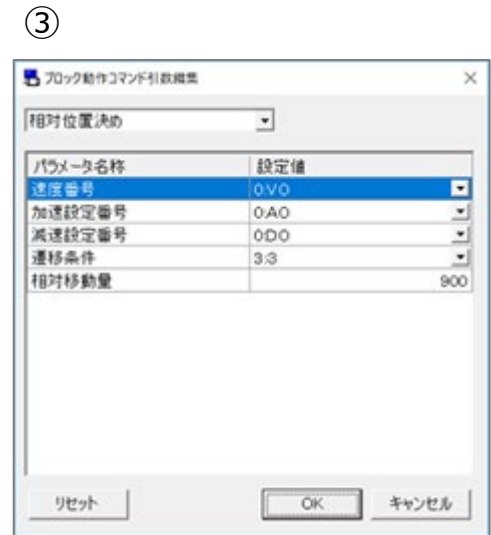 ③
ブロック動作コマンド引数編集
相対位置決め
パラメータ名称 設定値
速度番号 0:V0
加速設定番号 0:A0
減速設定番号 0:D0
遷移条件 3:3
相対移動量 900
リセット OK キャンセル